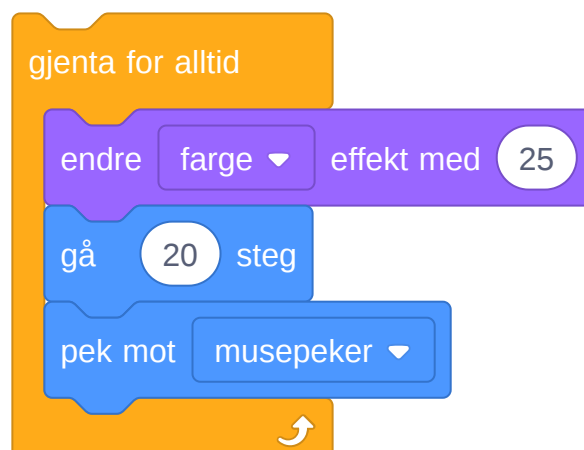 gjenta for alltid
endre farge effekt med 25
gå 20 steg
pek mot musepeker